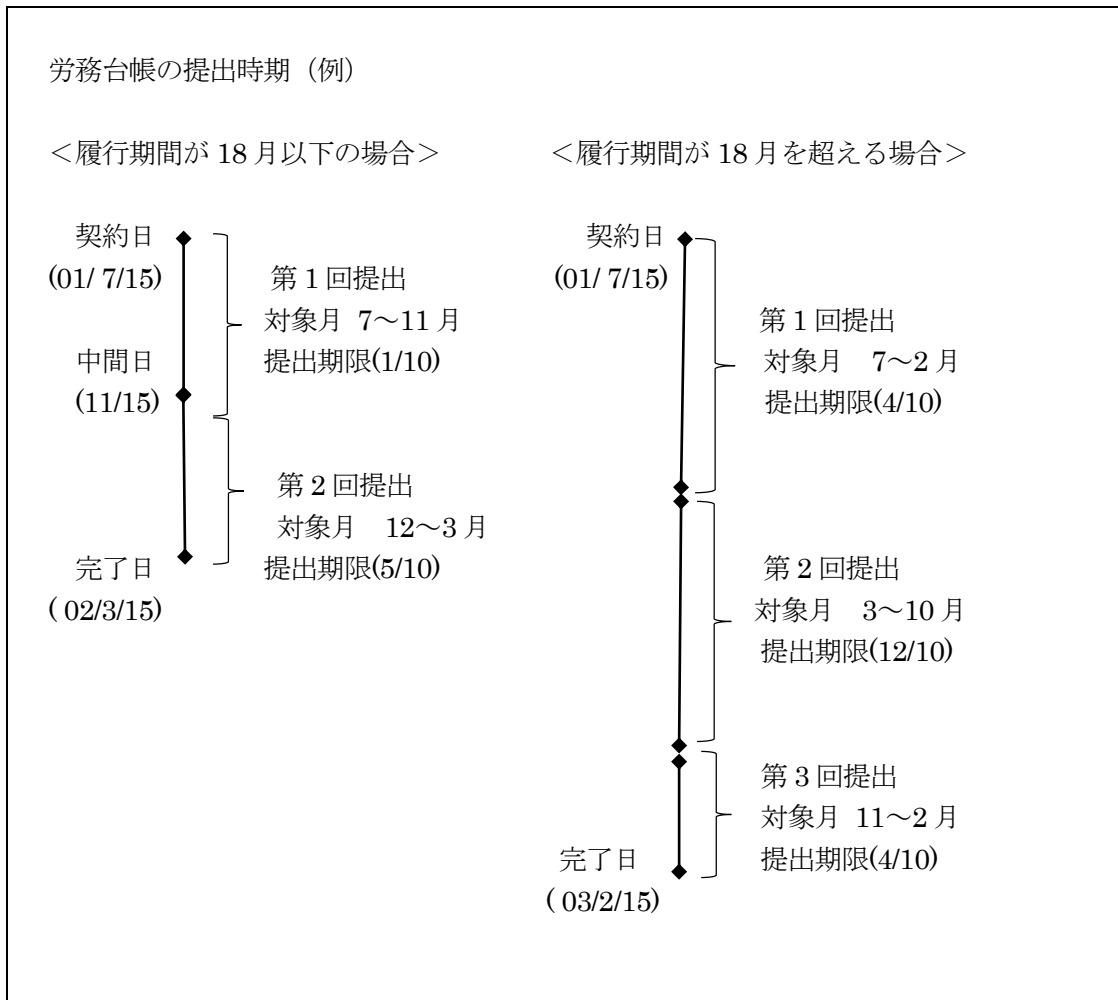 労務台帳の提出時期（例）
＜履行期間が 18 月以下の場合＞
契約日
(01/ 7/15)
第 1 回提出
対象月 7～11 月
提出期限(1/10)
中間日
(11/15)
第 2 回提出
対象月 12～3 月
提出期限(5/10)
完了日
( 02/3/15)
＜履行期間が 18 月を超える場合＞
契約日
(01/ 7/15)
第 1 回提出
対象月 7～2 月
提出期限(4/10)
第 2 回提出
対象月 3～10 月
提出期限(12/10)
第 3 回提出
対象月 11～2 月
提出期限(4/10)
完了日
( 03/2/15)